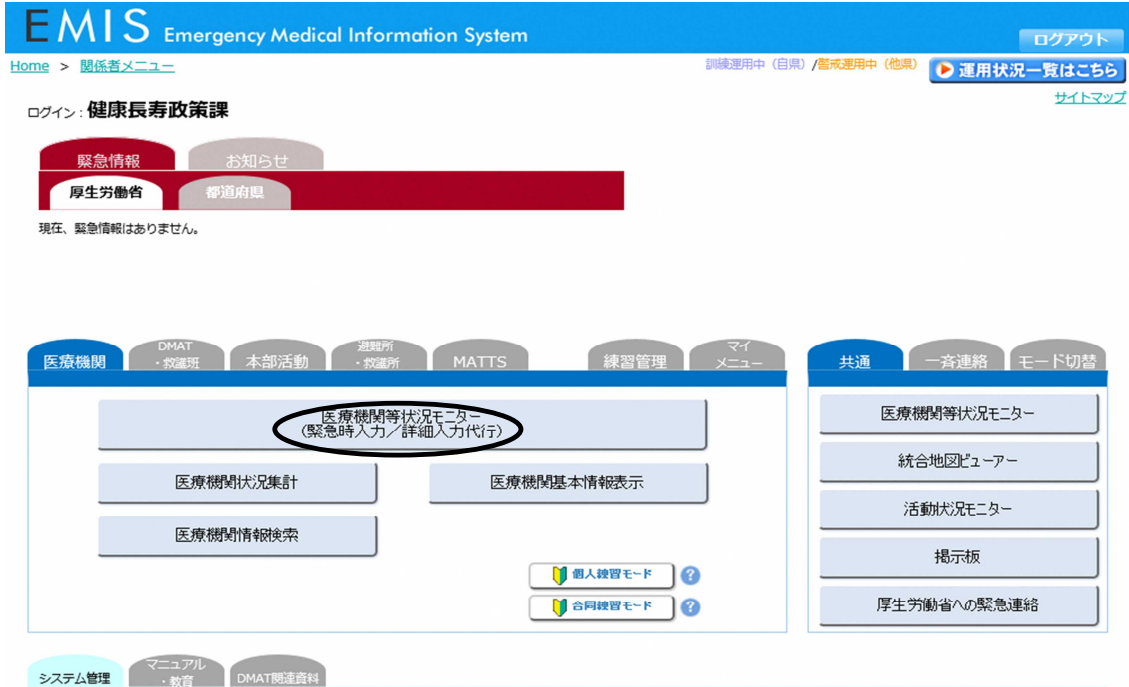 EMIS Emergency Medical Information System
ログアウト
Home > 関係者メニュー
訓練運用中（自県）/警戒運用中（他県）
運用状況一覧はこちら
サイトマップ
ログイン : 健康長寿政策課
緊急情報
お知らせ
厚生労働省
都道府県
現在、緊急情報はありません。
医療機関
DMAT
・救護班
本部活動
避難所
・救護所
MATTS
練習管理
マイ
メニュー
共通
一斉連絡
モード切替
医療機関等状況モニター
（緊急時入力／詳細入力代行）
医療機関状況集計
医療機関基本情報表示
医療機関情報検索
個人練習モード ?
合同練習モード ?
医療機関等状況モニター
統合地図ビューアー
活動状況モニター
掲示板
厚生労働省への緊急連絡
システム管理
マニュアル
・教育
DMAT関連資料